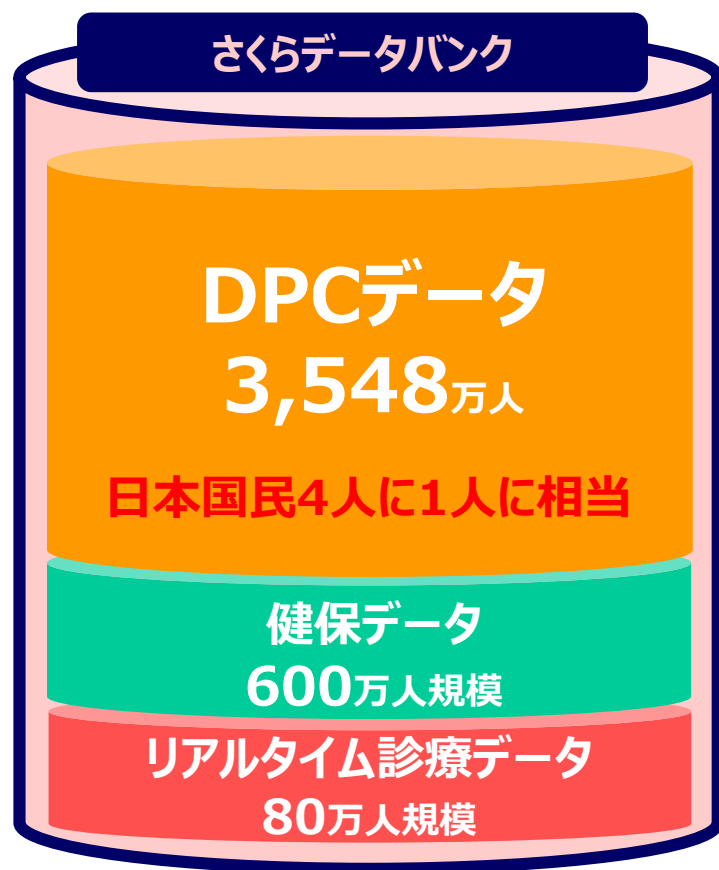 さくらデータバンク
DPCデータ
3,548万人
日本国民4人に1人に相当
健保データ
600万人規模
リアルタイム診療データ
80万人規模